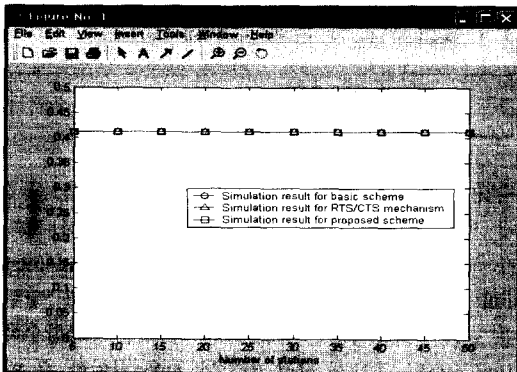 Figure No. 1
File Edit View Insert Tools Window Help
0.5
0.45
0.4
0.35
0.3
0.25
0.2
0.1
0.05
Simulation result for basic scheme
Simulation result for RTS/CTS mechanism
Simulation result for proposed scheme
5 10 15 20 25 30 35 40 45 50
Number of stations